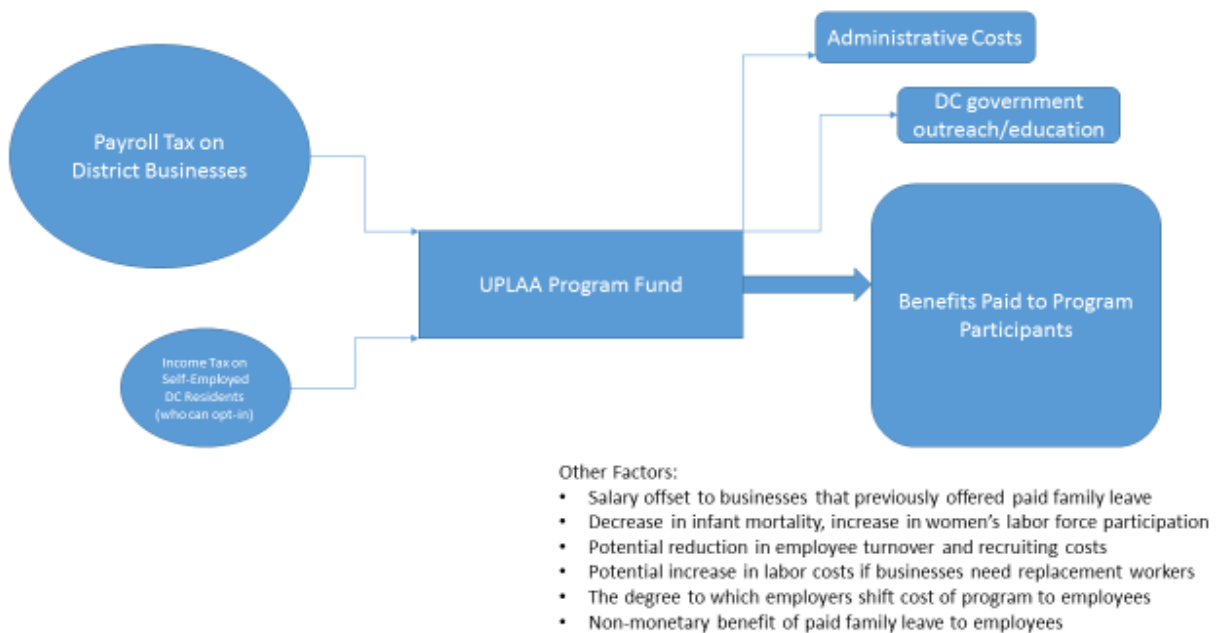 Administrative Costs
DC government
outreach/education
Payroll Tax on
District Businesses
UPLAA Program Fund
Benefits Paid to Program
Participants
Income Tax on
Self-Employed
DC Residents
(who can opt-in)
Other Factors:
• Salary offset to businesses that previously offered paid family leave
• Decrease in infant mortality, increase in women's labor force participation
• Potential reduction in employee turnover and recruiting costs
• Potential increase in labor costs if businesses need replacement workers
• The degree to which employers shift cost of program to employees
• Non-monetary benefit of paid family leave to employees